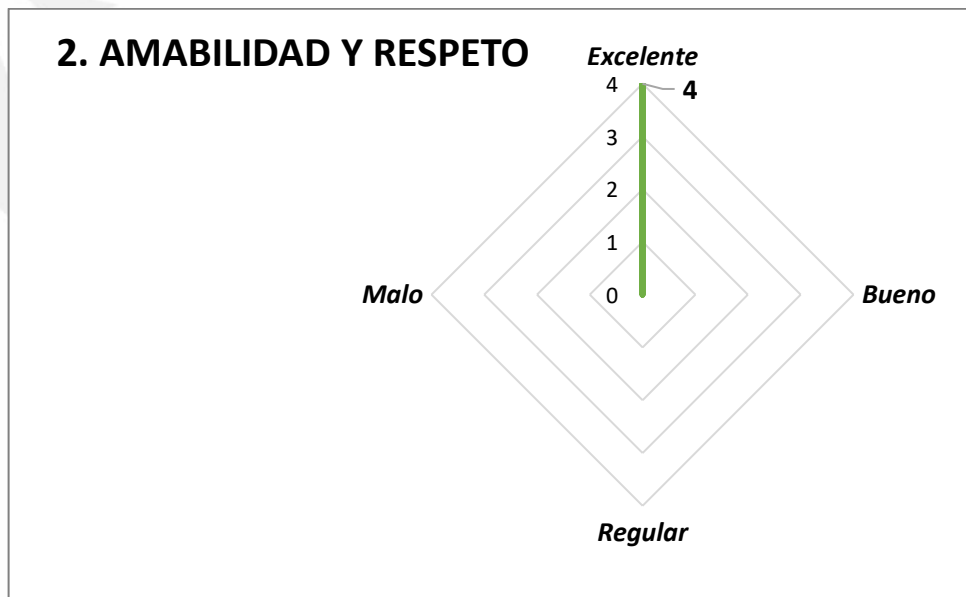 2. AMABILIDAD Y RESPETO
Excelente
4
4
3
2
1
0
Malo
Bueno
Regular